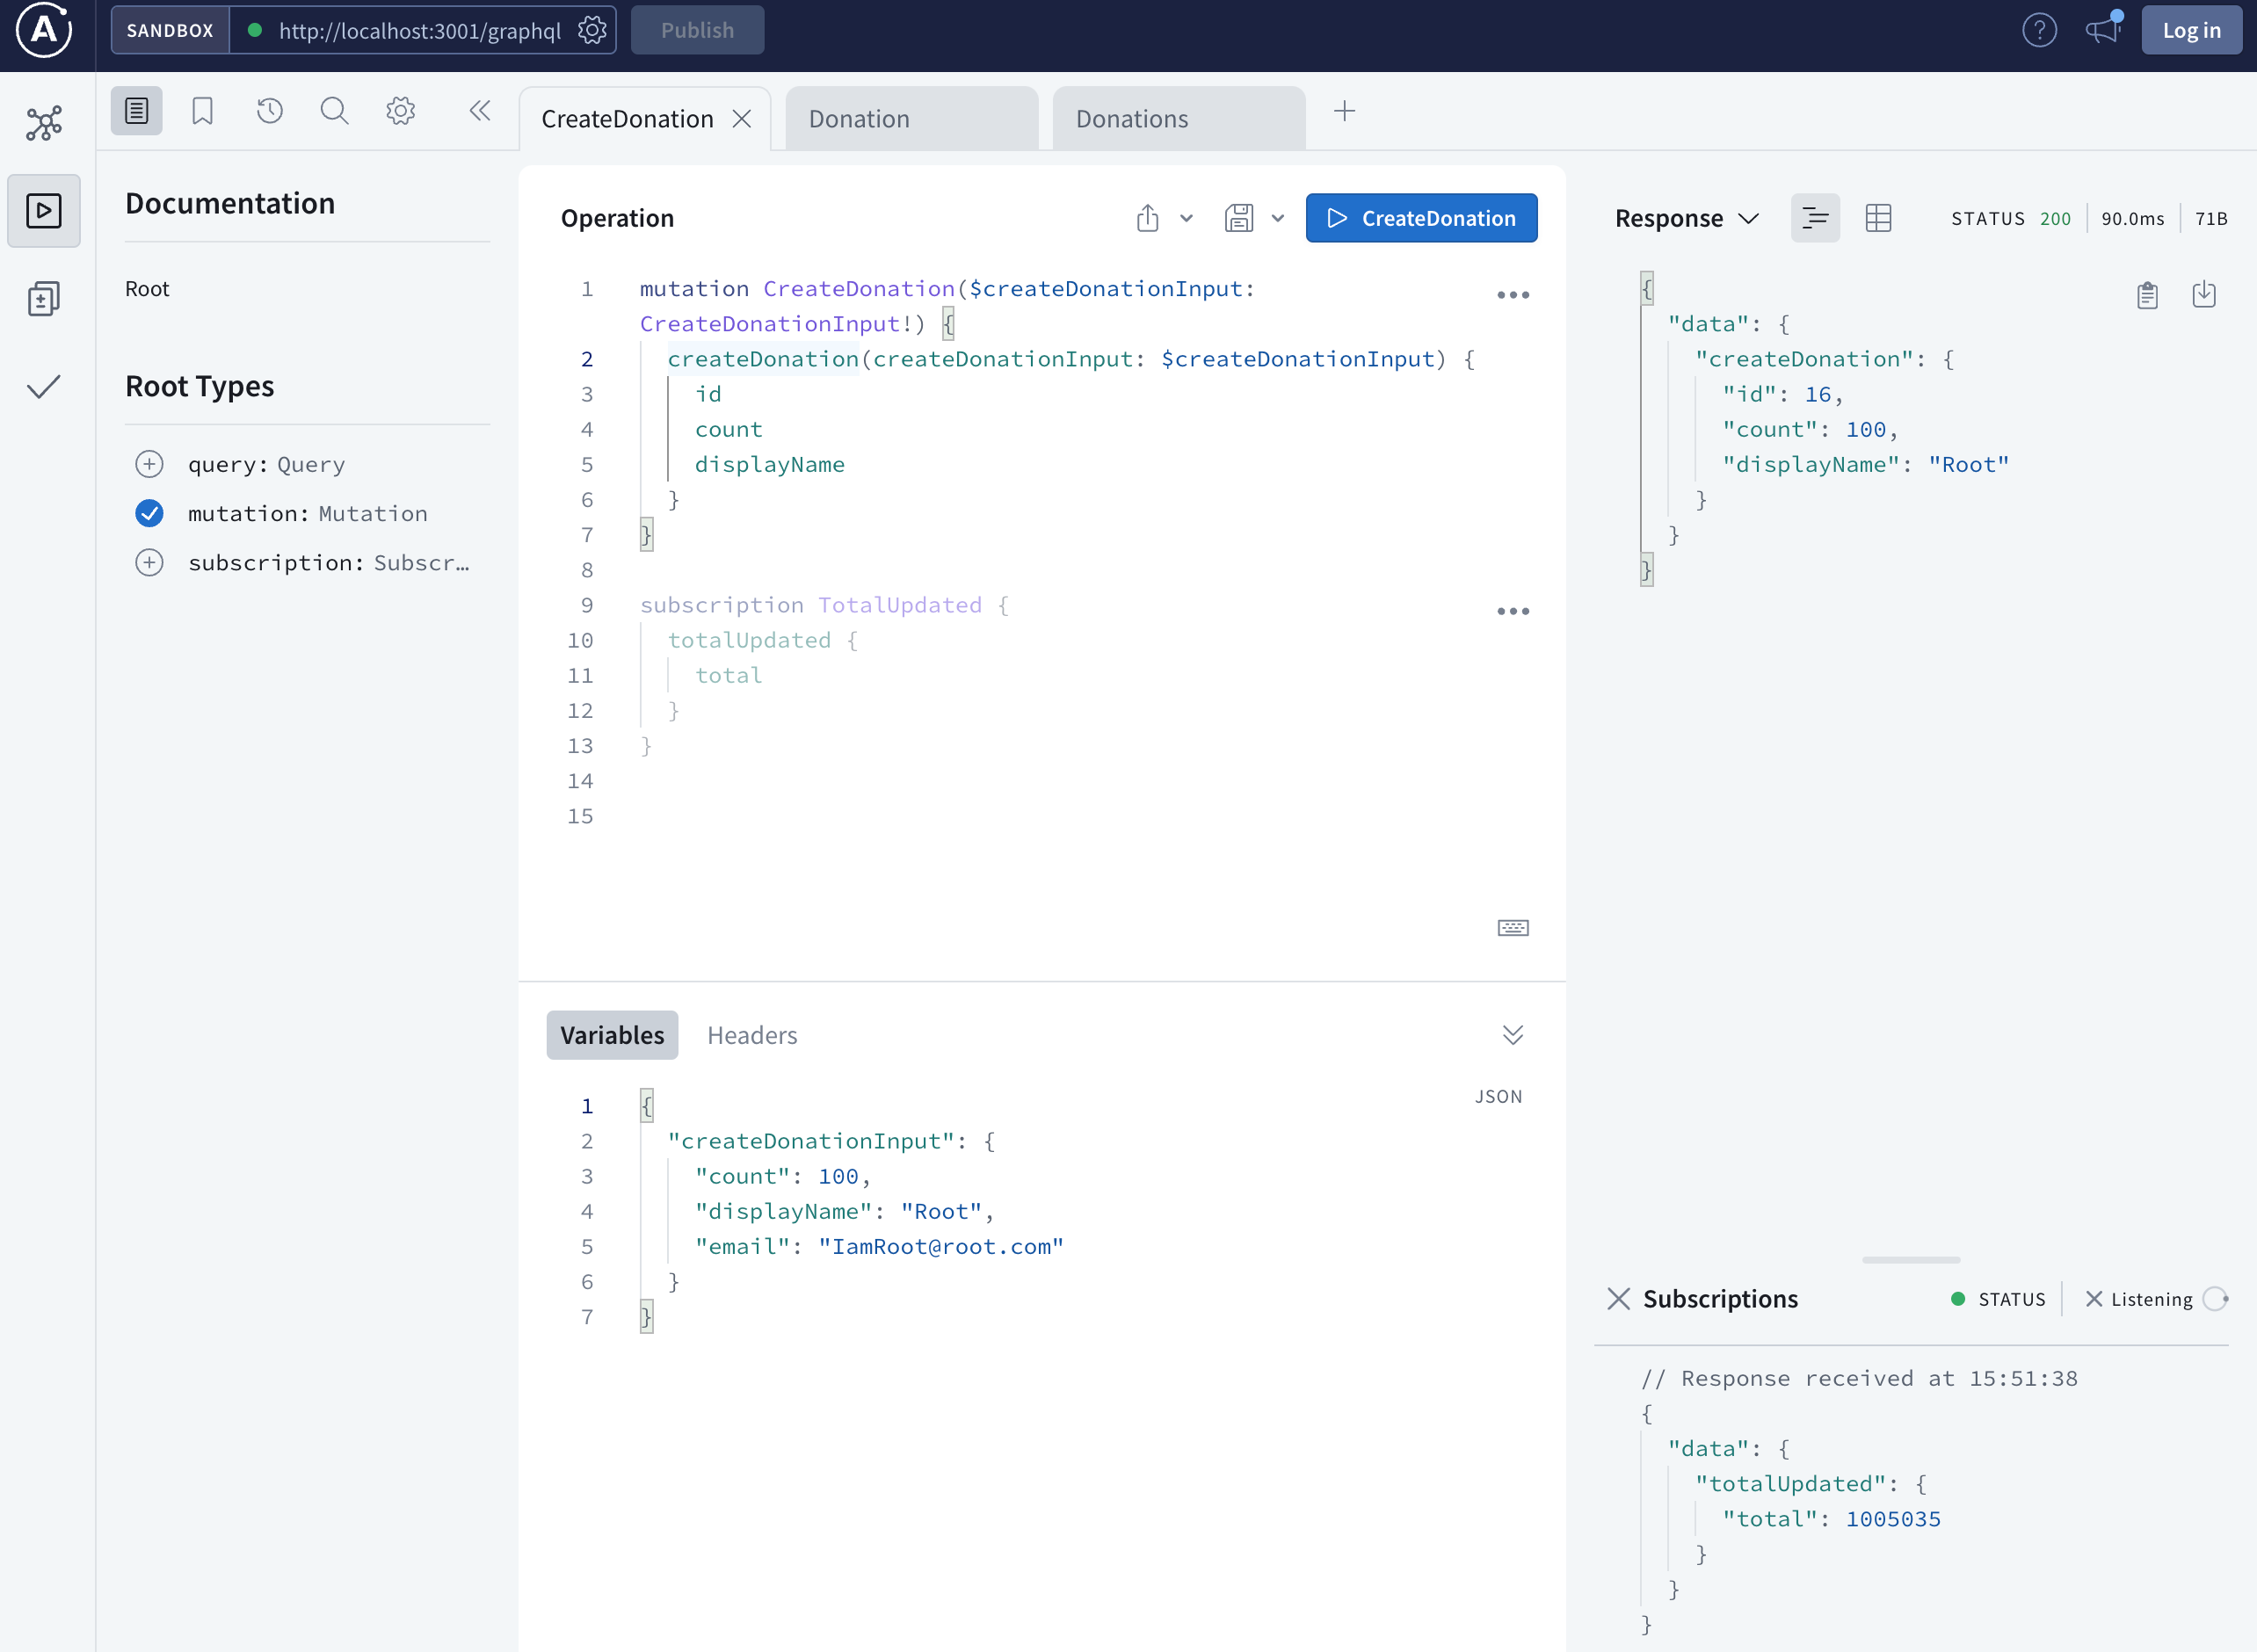 A
SANDBOX
http://localhost:3001/graphql
Publish
?
Log in
CreateDonation
Donation
Donations
Documentation
Root
Root Types
query: Query
mutation: Mutation
subscription: Subscr…
Operation
CreateDonation
1 mutation CreateDonation($createDonationInput:
CreateDonationInput!) {
2 createDonation(createDonationInput: $createDonationInput) {
3 id
4 count
5 displayName
6 }
7 }
8
9 subscription TotalUpdated {
10 totalUpdated {
11 total
12 }
13 }
14
15
Variables
Headers
JSON
1 {
2 "createDonationInput": {
3 "count": 100,
4 "displayName": "Root",
5 "email": "IamRoot@root.com"
6 }
7 }
Response
STATUS 200
90.0ms
71B
{
"data": {
"createDonation": {
"id": 16,
"count": 100,
"displayName": "Root"
}
}
}
Subscriptions
STATUS
Listening
// Response received at 15:51:38
{
"data": {
"totalUpdated": {
"total": 1005035
}
}
}